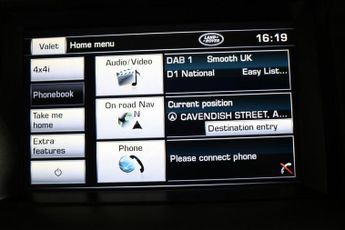 Valet
Home menu
LAND ROVER
16:19
4x4i
Audio/Video
DAB 1 Smooth UK
D1 National Easy List...
Phonebook
Take me home
On road Nav
N
Current position
CAVENDISH STREET, A...
Destination entry
Extra features
Phone
Please connect phone